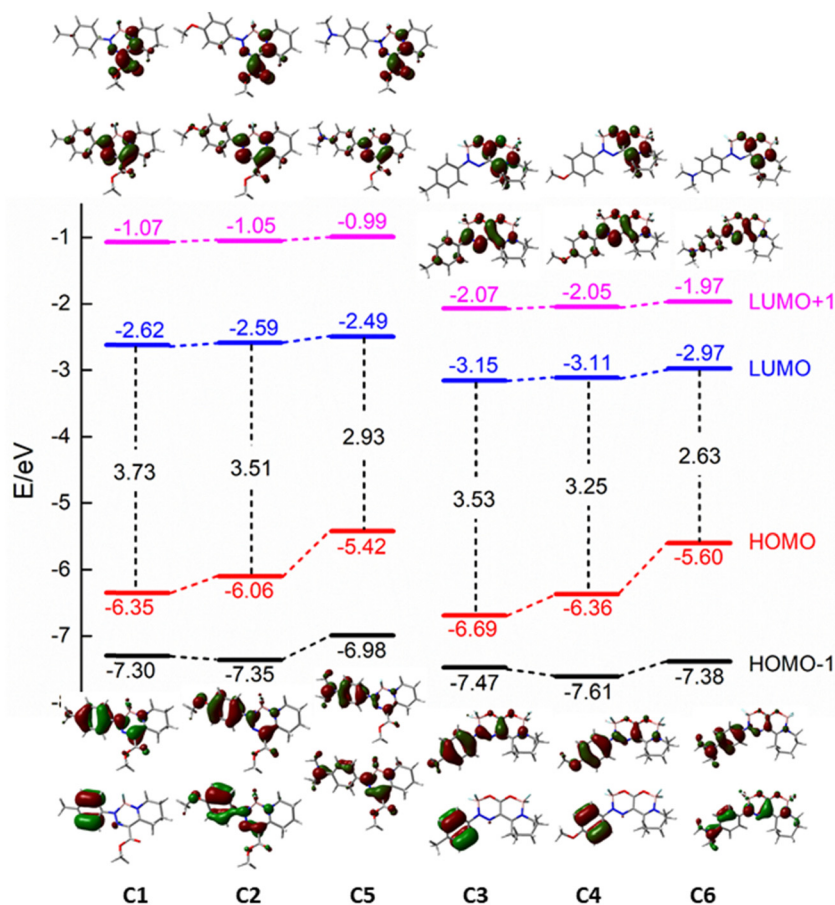 -1.07 -1.05 -0.99
-2.07 -2.05 -1.97 LUMO+1
-2.62 -2.59 -2.49
-3.15 -3.11 -2.97 LUMO
3.73 3.51 2.93
3.53 3.25 2.63
-5.42
-5.60 HOMO
-6.35 -6.06
-6.69 -6.36
-7.30 -7.35 -6.98
-7.47 -7.61 -7.38 HOMO-1
-1
-2
-3
-4
-5
-6
-7
E/eV
C1 C2 C5 C3 C4 C6